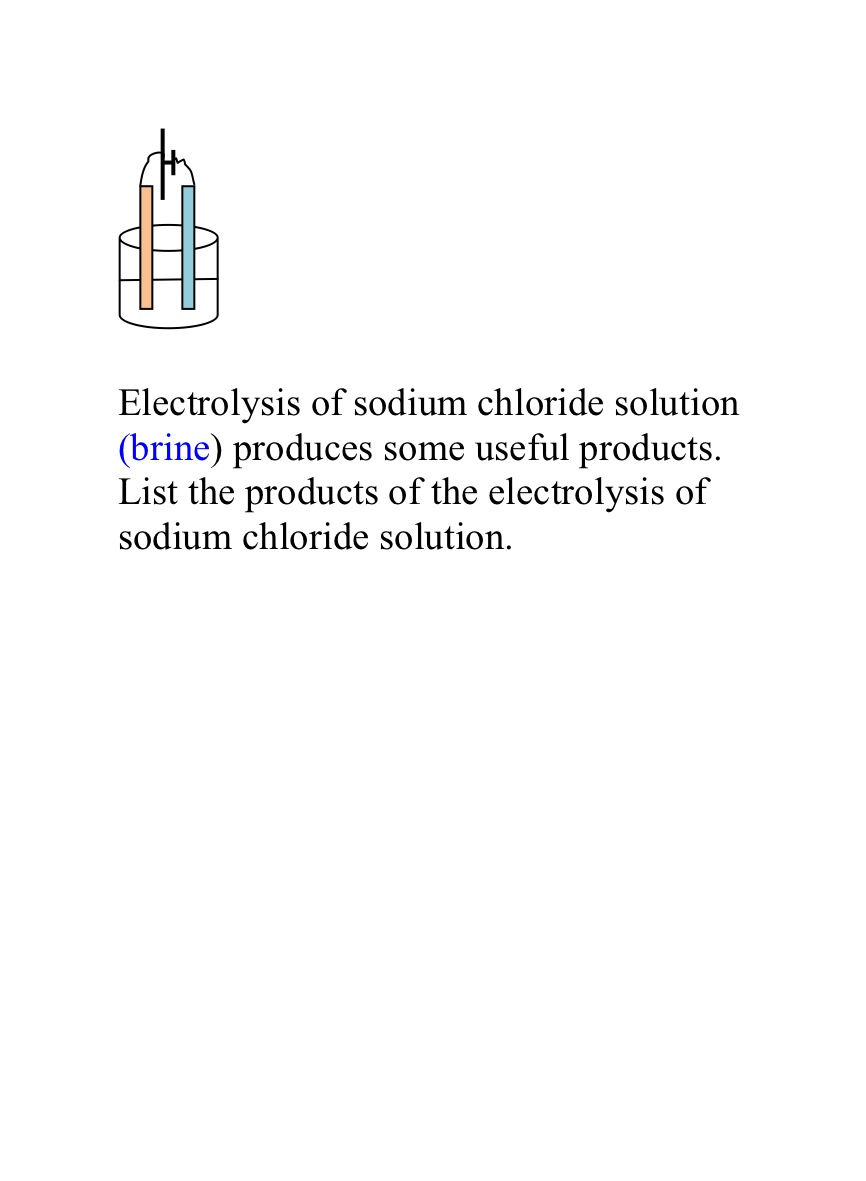 Electrolysis of sodium chloride solution
(brine) produces some useful products.
List the products of the electrolysis of
sodium chloride solution.